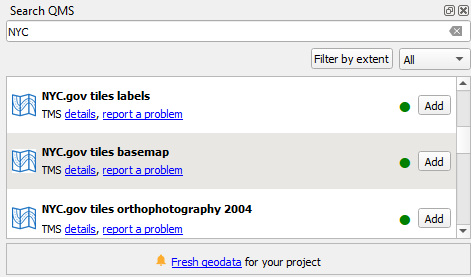 Search QMS
NYC
Filter by extent All
NYC.gov tiles labels
TMS details, report a problem
Add
NYC.gov tiles basemap
TMS details, report a problem
Add
NYC.gov tiles orthophotography 2004
TMS details, report a problem
Add
Fresh geodata for your project